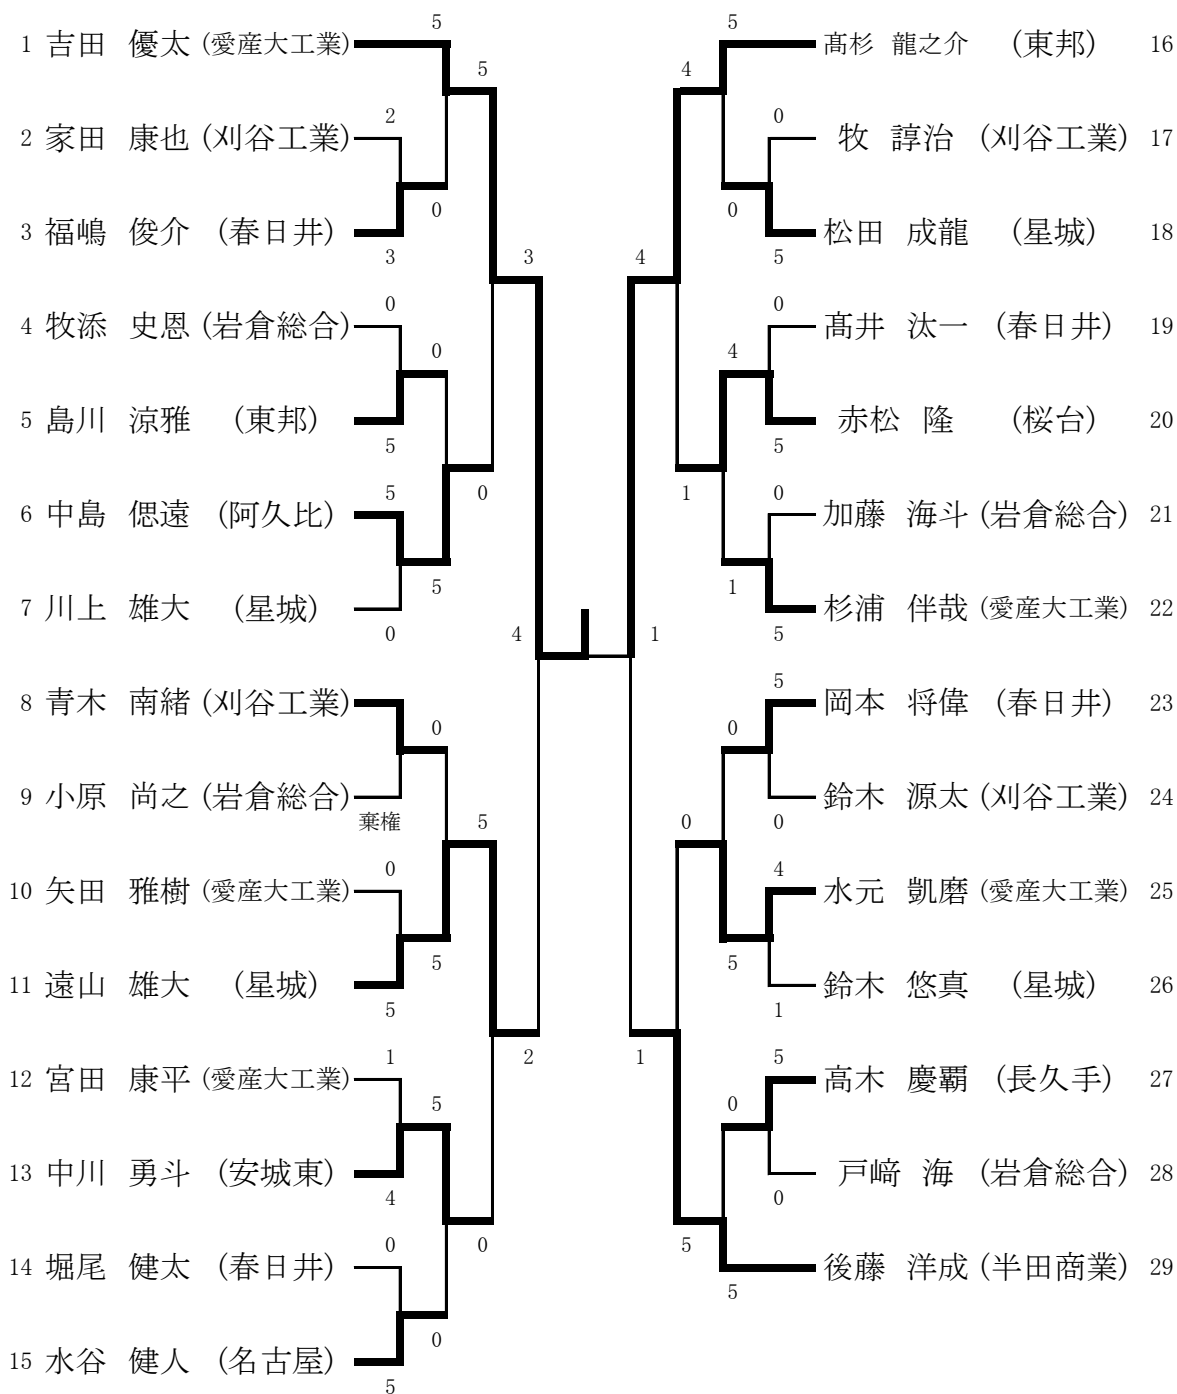 5
1 吉田 優太 (愛産大工業)
5
2
2 家田 康也 (刈谷工業)
0
3 福嶋 俊介 (春日井)
3
3
0
4 牧添 史恩 (岩倉総合)
0
5 島川 涼雅 (東邦)
5
5
0
6 中島 偲遠 (阿久比)
5
7 川上 雄大 (星城)
0
4
8 青木 南緒 (刈谷工業)
0
9 小原 尚之 (岩倉総合)
棄権
5
0
10 矢田 雅樹 (愛産大工業)
5
11 遠山 雄大 (星城)
5
2
1
12 宮田 康平 (愛産大工業)
5
13 中川 勇斗 (安城東)
4
0
0
14 堀尾 健太 (春日井)
0
15 水谷 健人 (名古屋)
5
5
髙杉 龍之介 (東邦) 16
4
0
牧 諄治 (刈谷工業) 17
0
松田 成龍 (星城) 18
5
4
0
髙井 汰一 (春日井) 19
4
赤松 隆 (桜台) 20
5
1
0
加藤 海斗 (岩倉総合) 21
1
杉浦 伴哉 (愛産大工業) 22
5
1
5
岡本 将偉 (春日井) 23
0
鈴木 源太 (刈谷工業) 24
0
0
4
水元 凱磨 (愛産大工業) 25
5
鈴木 悠真 (星城) 26
1
1
5
高木 慶覇 (長久手) 27
0
戸﨑 海 (岩倉総合) 28
0
5
後藤 洋成 (半田商業) 29
5